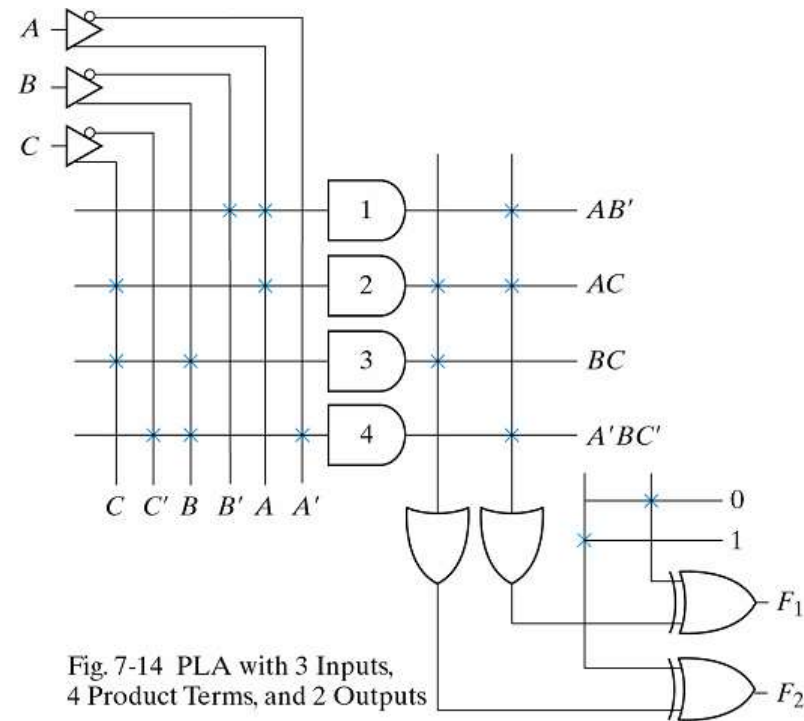 A
B
C
1
AB'
2
AC
3
BC
4
A'BC'
C C' B B' A A'
0
1
F1
F2
Fig. 7-14 PLA with 3 Inputs,
4 Product Terms, and 2 Outputs